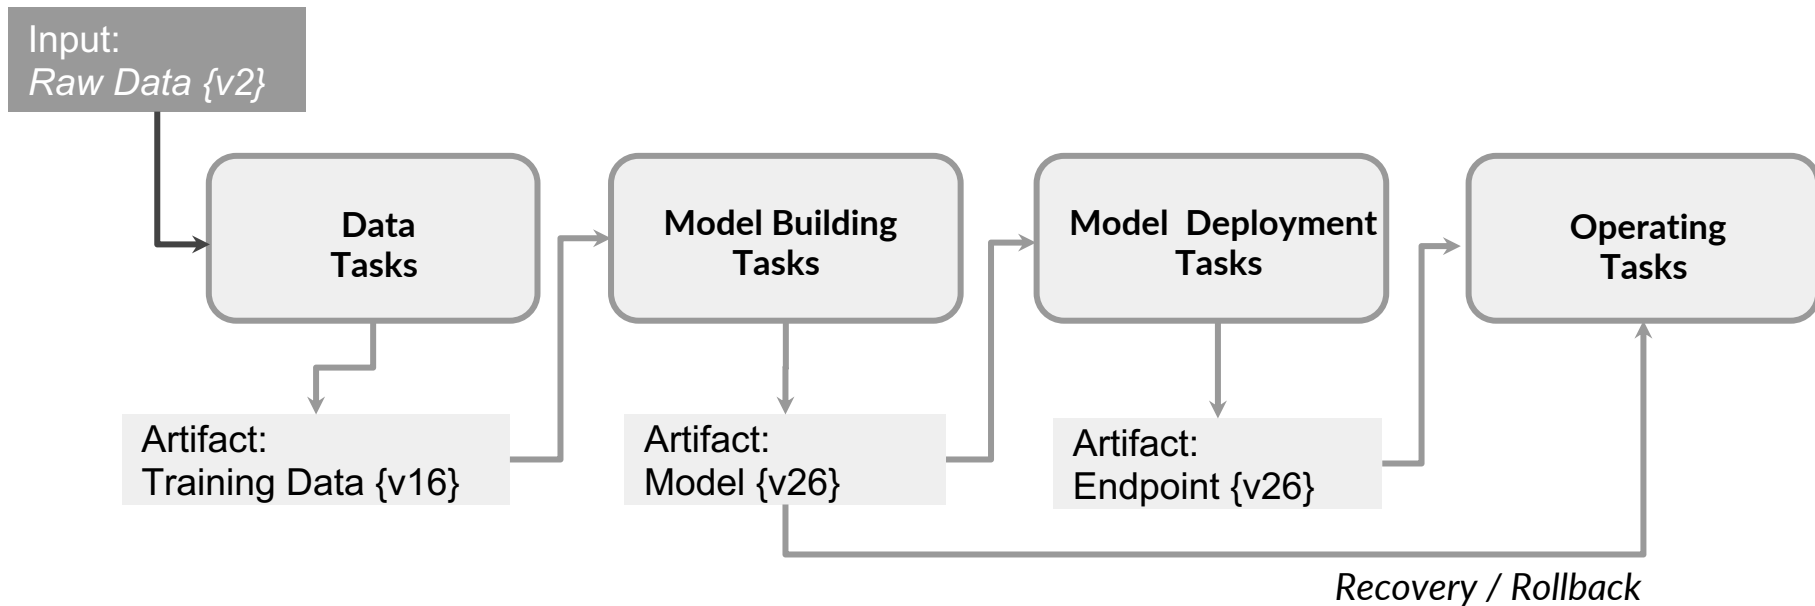 Input:
Raw Data {v2}
Data
Tasks
Model Building
Tasks
Model Deployment
Tasks
Operating
Tasks
Artifact:
Training Data {v16}
Artifact:
Model {v26}
Artifact:
Endpoint {v26}
Recovery / Rollback